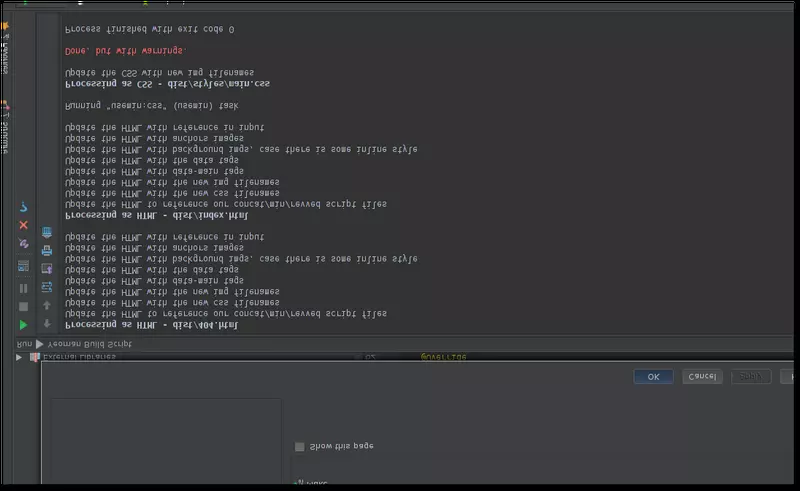 Show this page
OK
Cancel
Apply
External Libraries
@Override
Run Yeoman Build Script
Processing as HTML - dist/404.html
Update the HTML to reference our concat/min/revved script files
Update the HTML with the new css filenames
Update the HTML with the new img filenames
Update the HTML with data-main tags
Update the HTML with the data tags
Update the HTML with background imgs, case there is some inline style
Update the HTML with anchors images
Update the HTML with reference in input
Processing as HTML - dist/index.html
Update the HTML to reference our concat/min/revved script files
Update the HTML with the new css filenames
Update the HTML with the new img filenames
Update the HTML with data-main tags
Update the HTML with the data tags
Update the HTML with background imgs, case there is some inline style
Update the HTML with anchors images
Update the HTML with reference in input
Running "usemin:css" (usemin) task
Processing as CSS - dist/styles/main.css
Update the CSS with new img filenames
Done, but with warnings.
Process finished with exit code 0